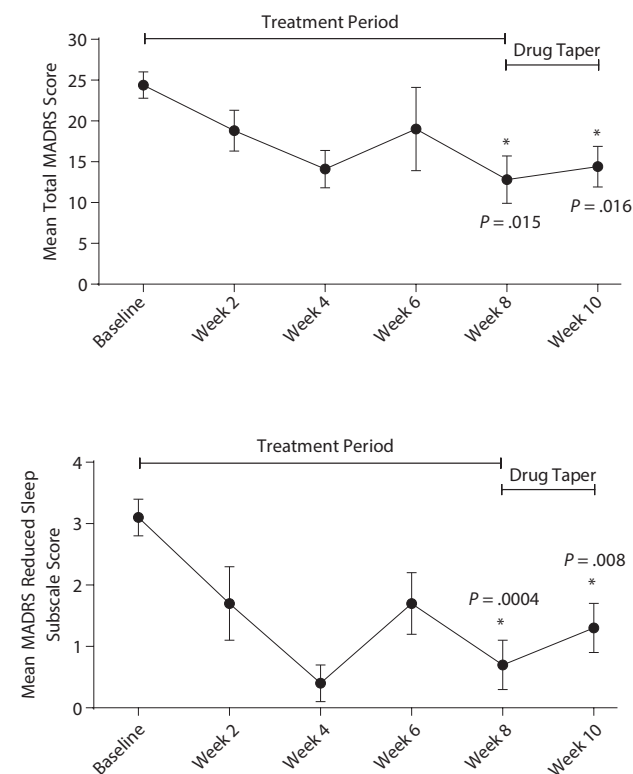 Treatment Period
Drug Taper
Mean Total MADRS Score
30
25
20
15
10
5
0
*
*
P = .015
P = .016
Baseline
Week 2
Week 4
Week 6
Week 8
Week 10
Treatment Period
Drug Taper
Mean MADRS Reduced Sleep
Subscale Score
4
3
2
1
0
P = .0004
*
P = .008
*
Baseline
Week 2
Week 4
Week 6
Week 8
Week 10